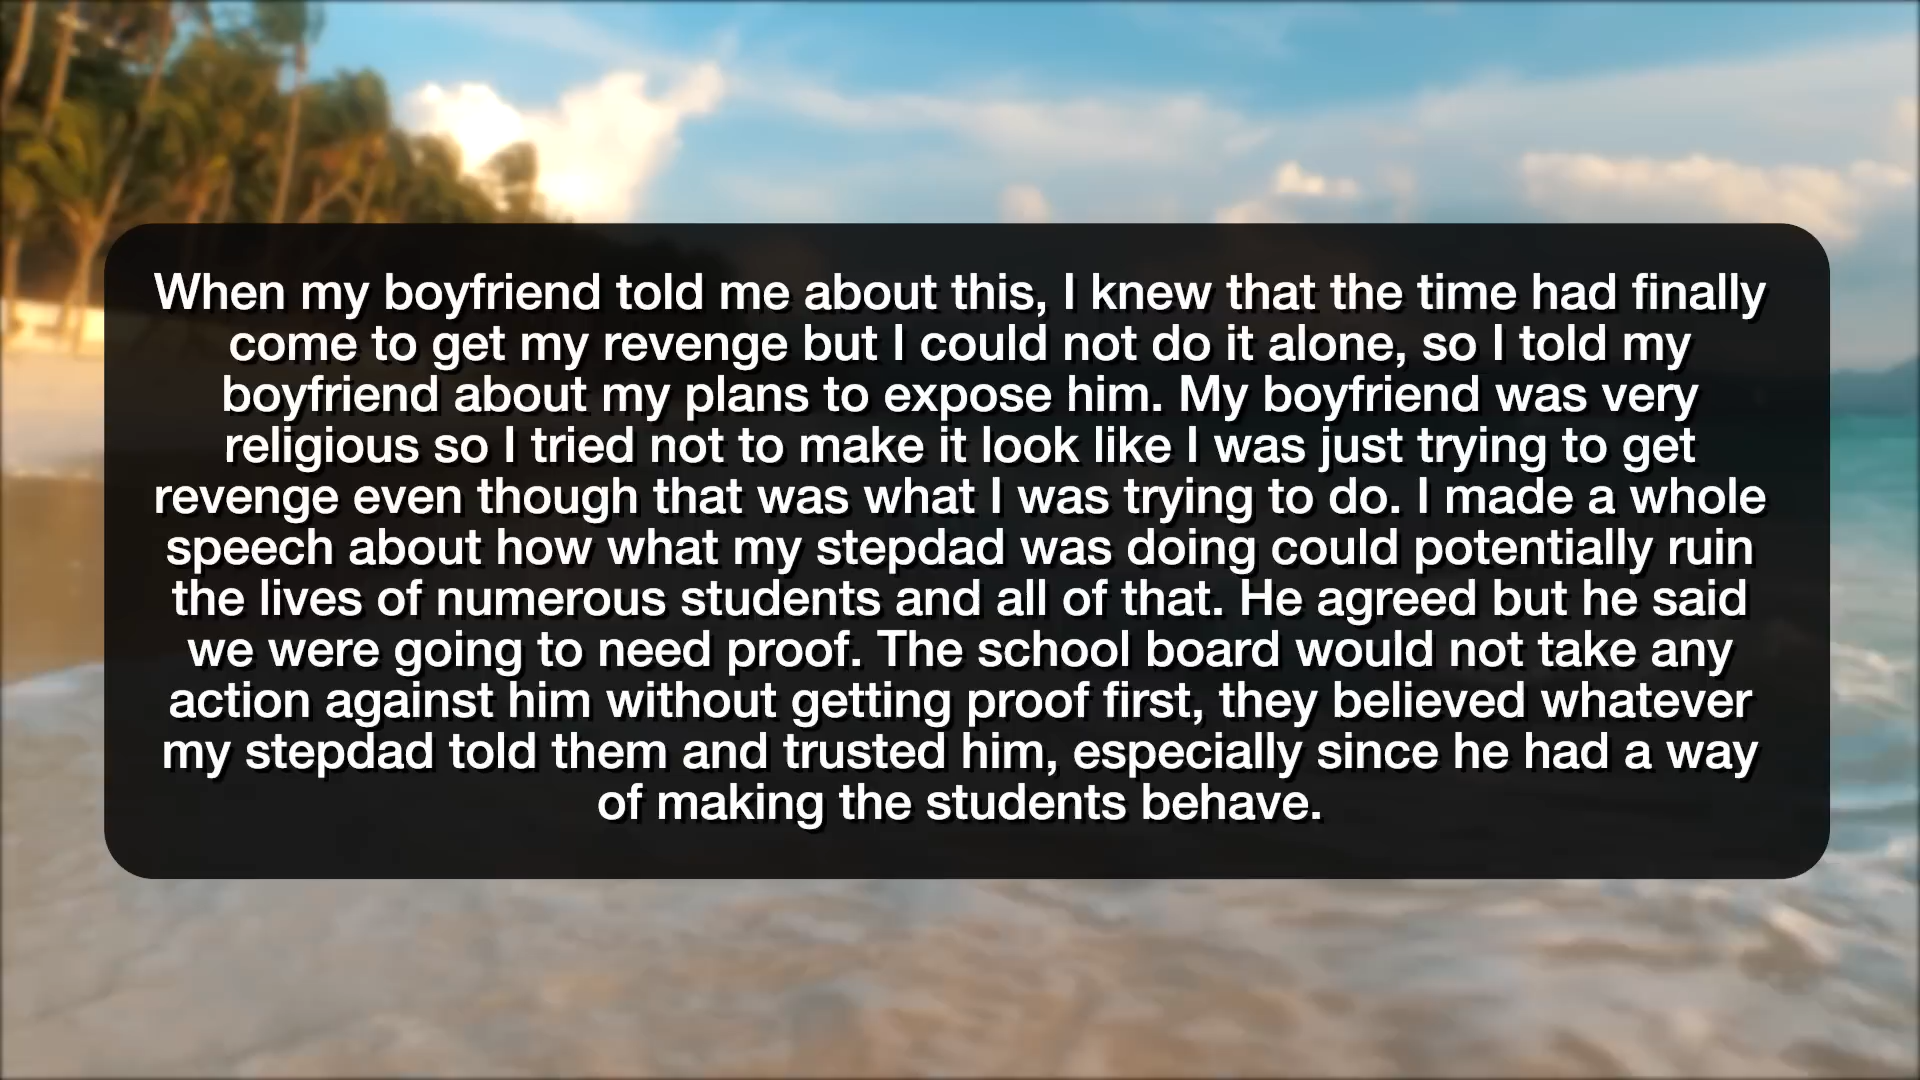 When my boyfriend told me about this, I knew that the time had finally
come to get my revenge but I could not do it alone, so I told my
boyfriend about my plans to expose him. My boyfriend was very
religious so I tried not to make it look like I was just trying to get
revenge even though that was what I was trying to do. I made a whole
speech about how what my stepdad was doing could potentially ruin
the lives of numerous students and all of that. He agreed but he said
we were going to need proof. The school board would not take any
action against him without getting proof first, they believed whatever
my stepdad told them and trusted him, especially since he had a way
of making the students behave.